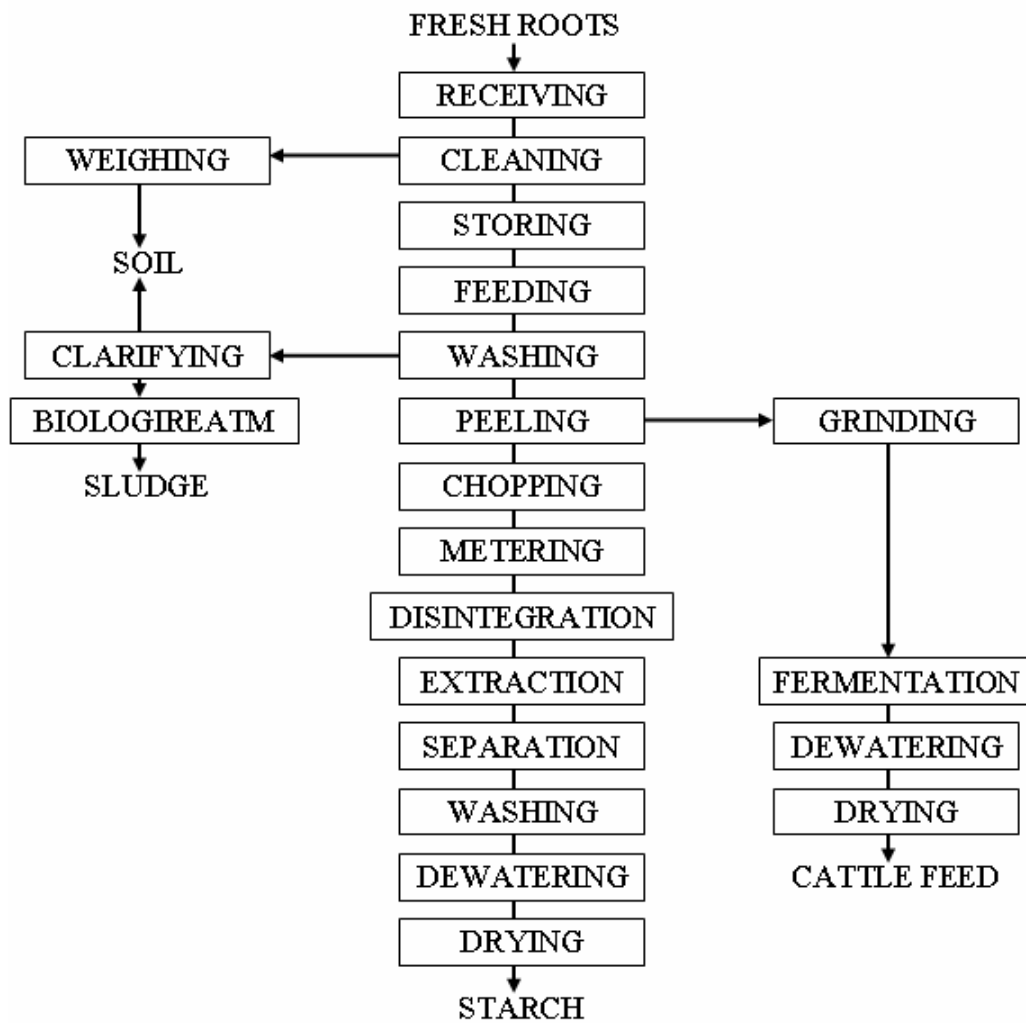 FRESH ROOTS
RECEIVING
WEIGHING
CLEANING
STORING
SOIL
FEEDING
CLARIFYING
WASHING
BIOLOGIREATM
PEELING
GRINDING
SLUDGE
CHOPPING
METERING
DISINTEGRATION
EXTRACTION
FERMENTATION
SEPARATION
DEWATERING
WASHING
DRYING
DEWATERING
CATTLE FEED
DRYING
STARCH